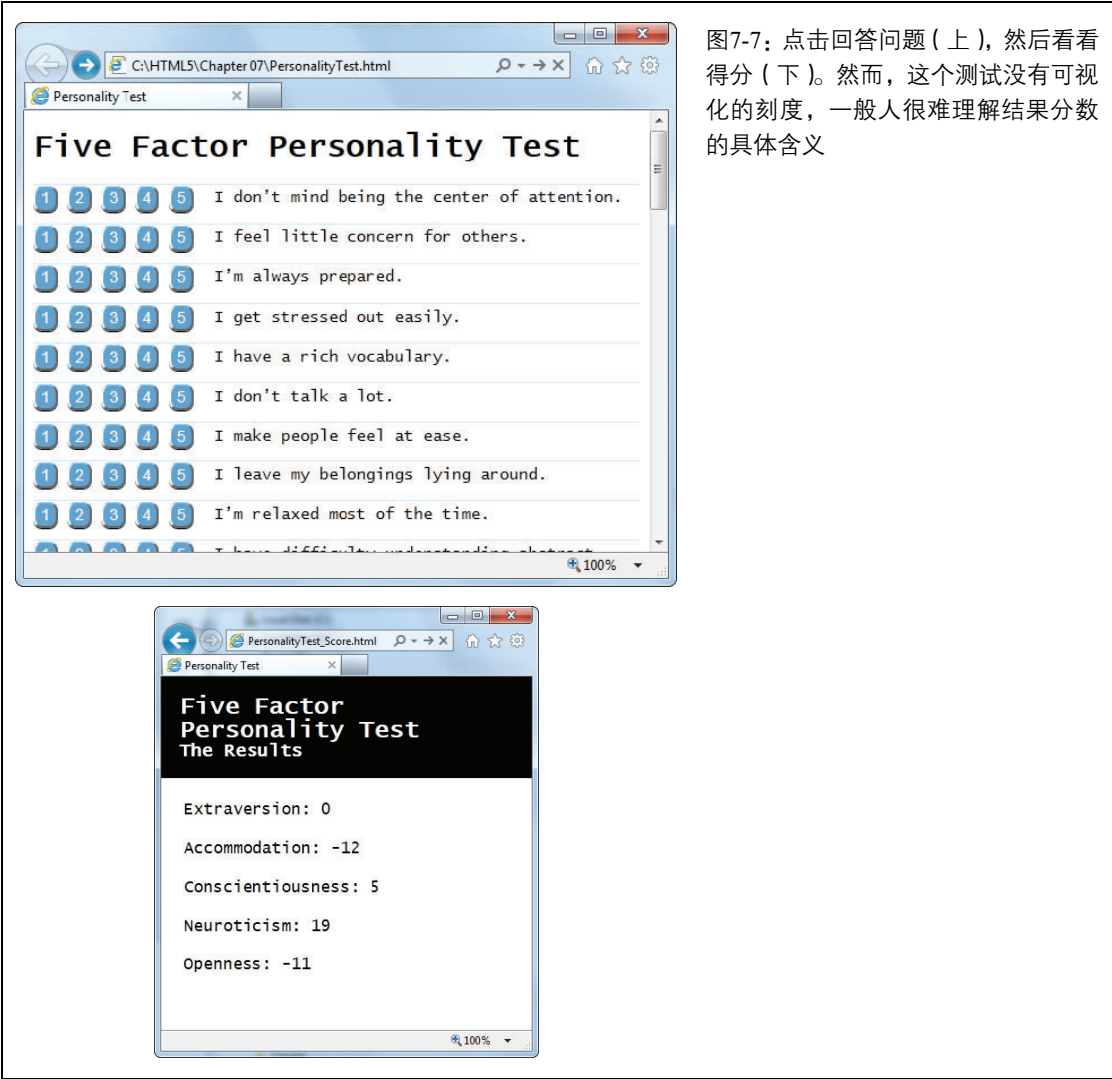 C:\HTML5\Chapter 07\PersonalityTest.html
Personality Test
Five Factor Personality Test
1 2 3 4 5 I don't mind being the center of attention.
1 2 3 4 5 I feel little concern for others.
1 2 3 4 5 I'm always prepared.
1 2 3 4 5 I get stressed out easily.
1 2 3 4 5 I have a rich vocabulary.
1 2 3 4 5 I don't talk a lot.
1 2 3 4 5 I make people feel at ease.
1 2 3 4 5 I leave my belongings lying around.
1 2 3 4 5 I'm relaxed most of the time.
I have difficulty understanding abstract
100%
图7-7：点击回答问题（上），然后看看
得分（下）。然而，这个测试没有可视
化的刻度，一般人很难理解结果分数
的具体含义
PersonalityTest_Score.html
Personality Test
Five Factor
Personality Test
The Results
Extraversion: 0
Accommodation: -12
Conscientiousness: 5
Neuroticism: 19
Openness: -11
100%